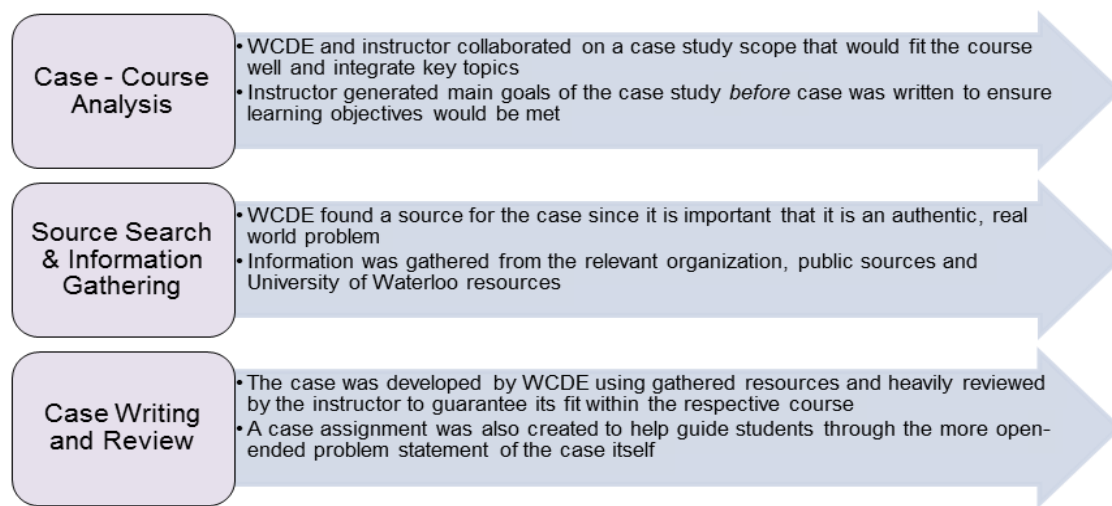 Case - Course
Analysis
• WCDE and instructor collaborated on a case study scope that would fit the course
well and integrate key topics
• Instructor generated main goals of the case study before case was written to ensure
learning objectives would be met
Source Search
& Information
Gathering
• WCDE found a source for the case since it is important that it is an authentic, real
world problem
• Information was gathered from the relevant organization, public sources and
University of Waterloo resources
Case Writing
and Review
• The case was developed by WCDE using gathered resources and heavily reviewed
by the instructor to guarantee its fit within the respective course
• A case assignment was also created to help guide students through the more open-
ended problem statement of the case itself